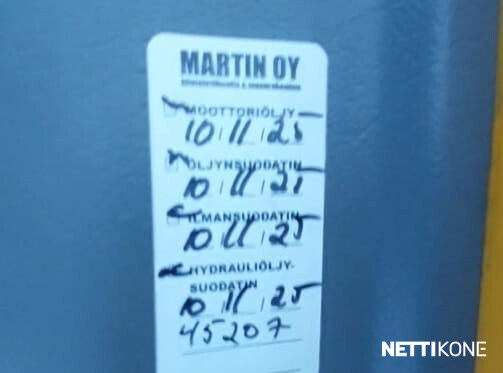 MARTIN OY
MOOTTORIÖLJY
10 11 25
ÖLJYNSUODATIN
10 11 25
ILMANSUODATIN
10 11 25
HYDRAULIÖLJY-
SUODATIN
10 11 25
45207
NETTIKONE